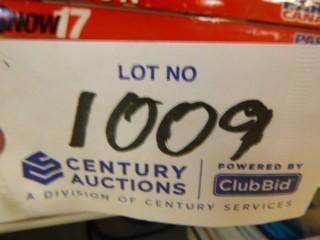 NOW17
LOT NO
1009
CENTURY AUCTIONS
POWERED BY
ClubBid
A DIVISION OF CENTURY SERVICES